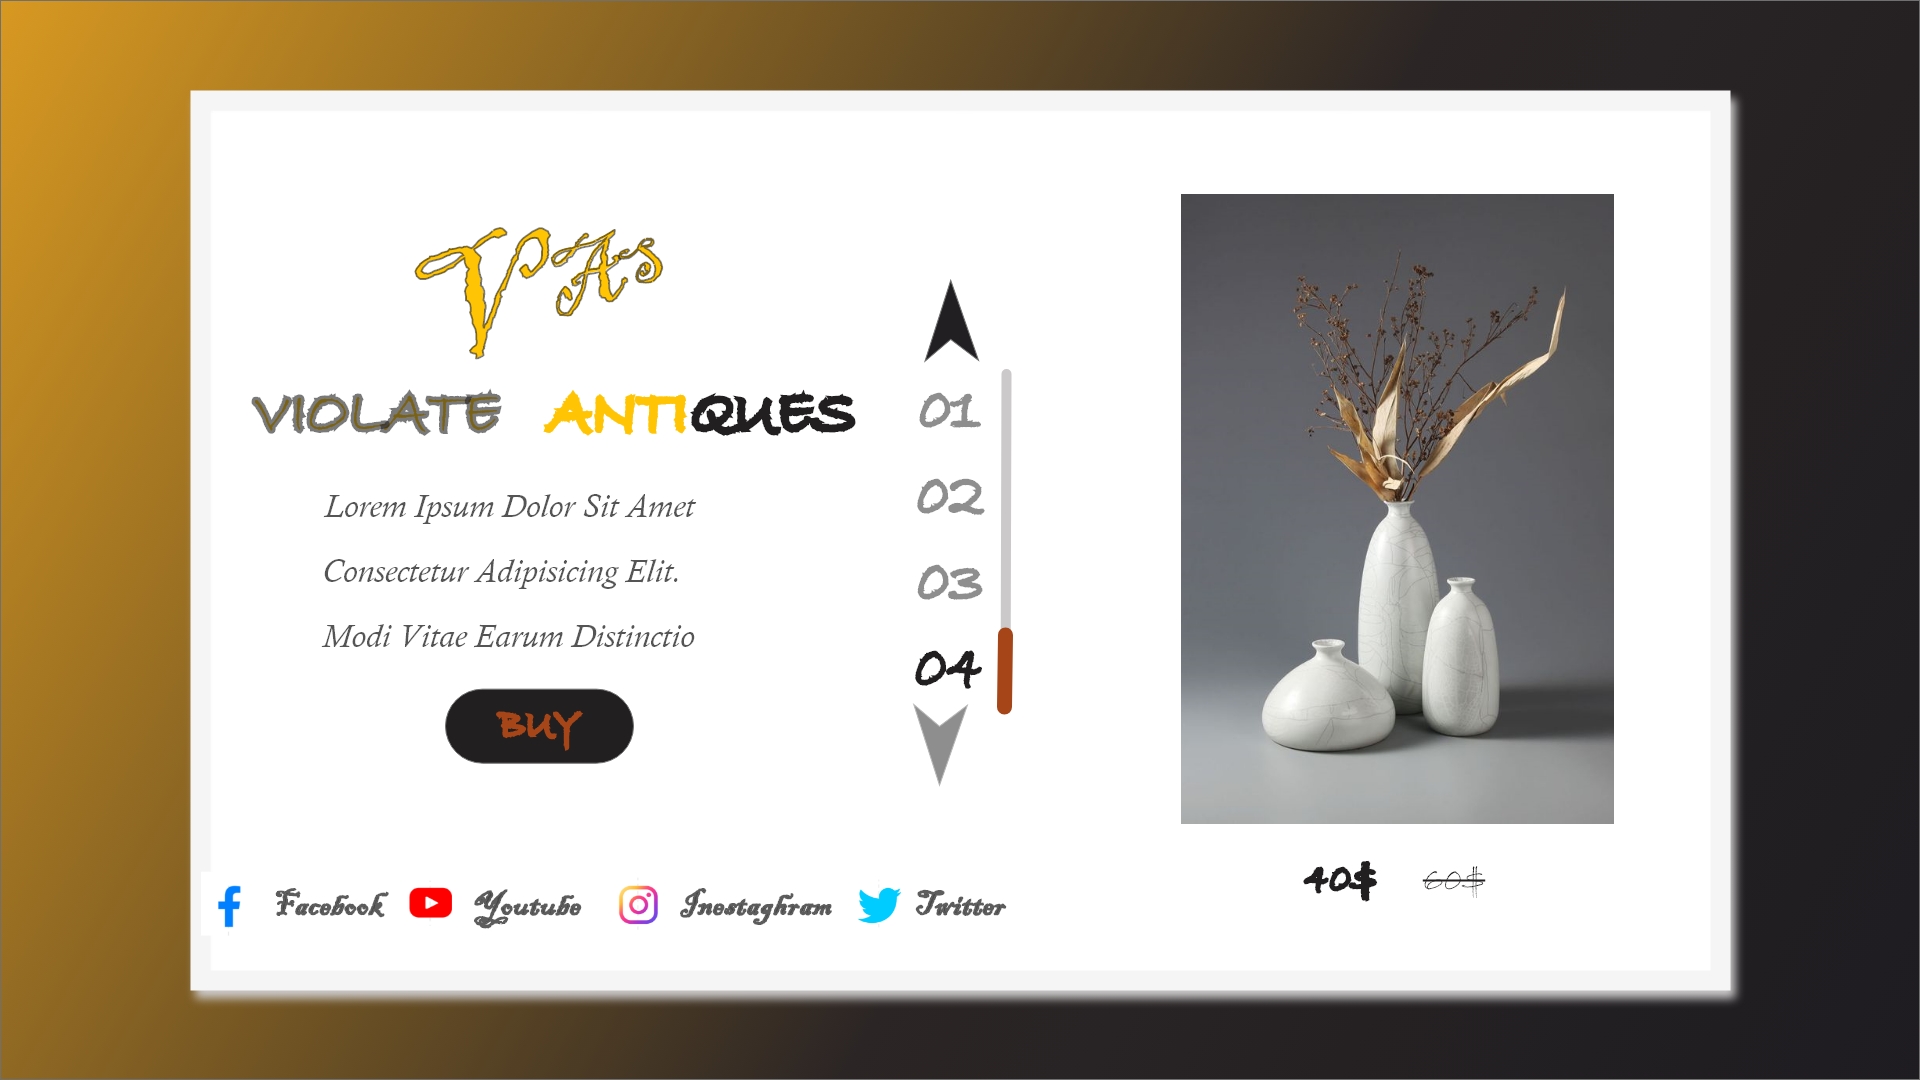 VAs
VIOLATE ANTIQUES
Lorem Ipsum Dolor Sit Amet
Consectetur Adipisicing Elit.
Modi Vitae Earum Distinctio
BUY
01
02
03
04
40$ 60$
Facebook Youtube Inestaghram Twitter